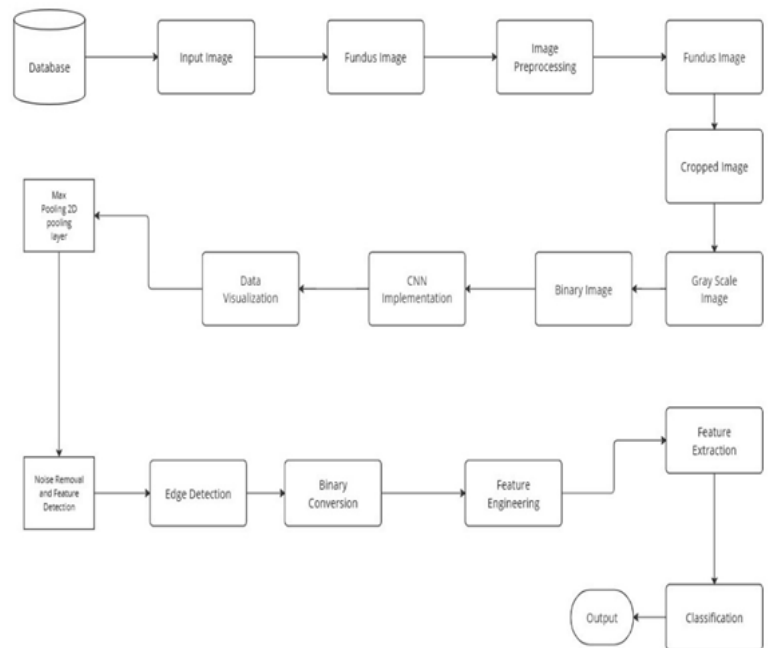 Database
Input Image
Fundus Image
Image
Preprocessing
Fundus Image
Cropped Image
Gray Scale
Image
Binary Image
CNN
Implementation
Data
Visualization
Max
Pooling 2D
pooling
layer
Noise Removal
and Feature
Detection
Edge Detection
Binary
Conversion
Feature
Engineering
Feature
Extraction
Classification
Output